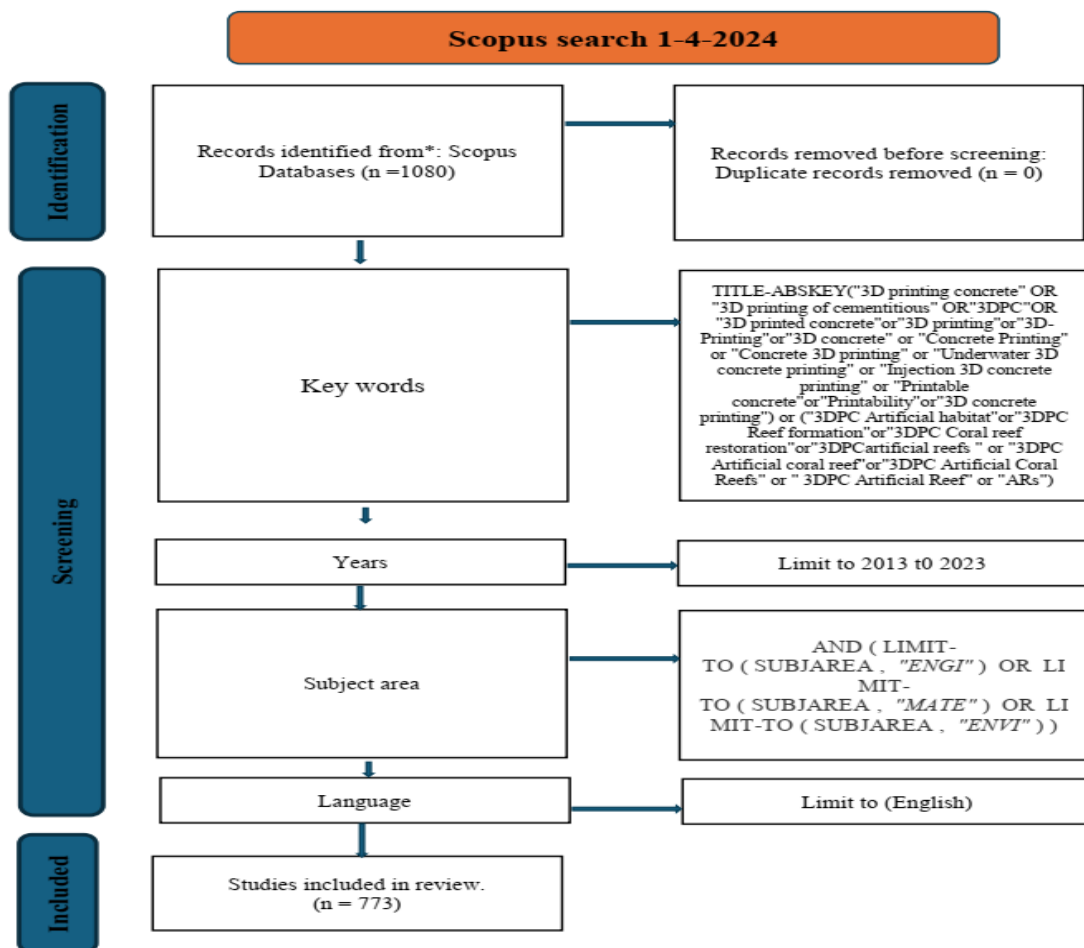 Scopus search 1-4-2024
Identification
Records identified from*: Scopus
Databases (n =1080)
Records removed before screening:
Duplicate records removed (n = 0)
Screening
Key words
TITLE-ABSKEY("3D printing concrete" OR
"3D printing of cementitious" OR"3DPC"OR
"3D printed concrete"or"3D printing"or"3D-
Printing"or"3D concrete" or "Concrete Printing"
or "Concrete 3D printing" or "Underwater 3D
concrete printing" or "Injection 3D concrete
printing" or "Printable
concrete"or"Printability"or"3D concrete
printing") or ("3DPC Artificial habitat"or"3DPC
Reef formation"or"3DPC Coral reef
restoration"or"3DPCartificial reefs " or "3DPC
Artificial coral reef"or"3DPC Artificial Coral
Reefs" or " 3DPC Artificial Reef" or "ARs")
Years
Limit to 2013 t0 2023
Subject area
AND ( LIMIT-
TO ( SUBJAREA , "ENGI" ) OR LI
MIT-
TO ( SUBJAREA , "MATE" ) OR LI
MIT-TO ( SUBJAREA , "ENVI" ) )
Language
Limit to (English)
Included
Studies included in review.
(n = 773)